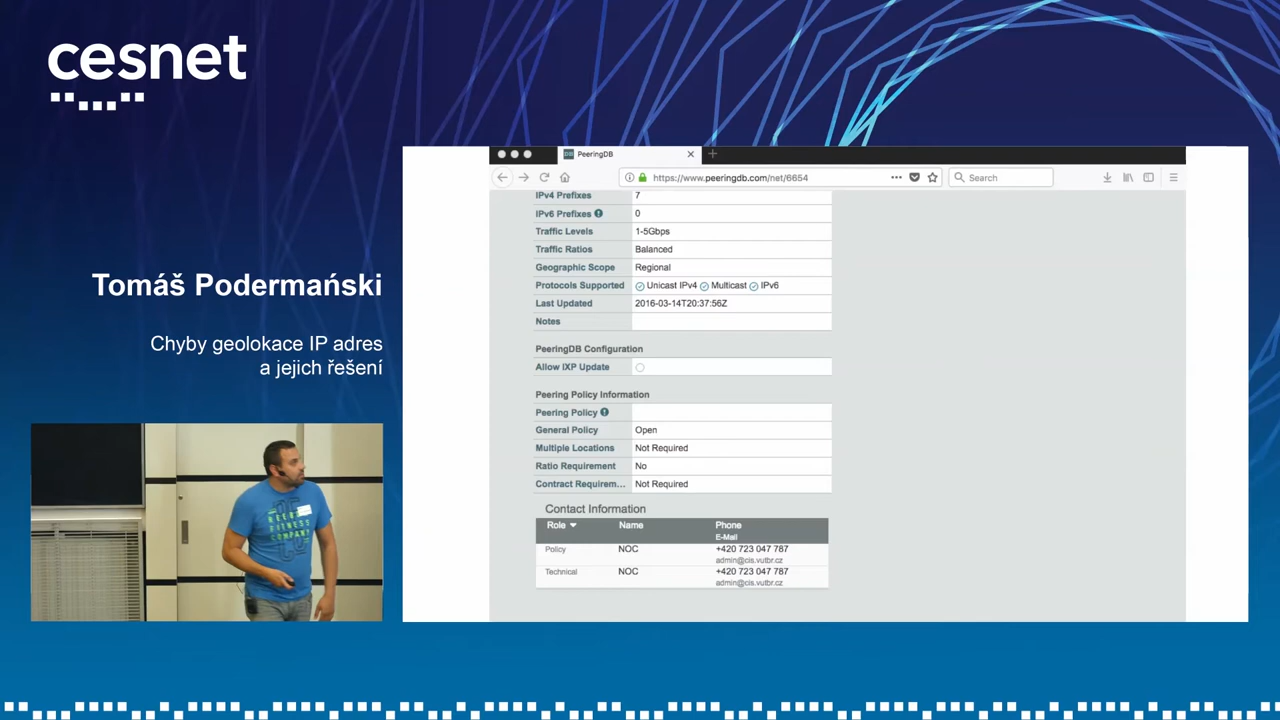 cesnet
Tomáš Podermański
Chyby geolokace IP adres
a jejich řešení
PeeringDB
https://www.peeringdb.com/net/6654
Search
IPv4 Prefixes 7
IPv6 Prefixes 0
Traffic Levels 1-5Gbps
Traffic Ratios Balanced
Geographic Scope Regional
Protocols Supported Unicast IPv4 Multicast IPv6
Last Updated 2016-03-14T20:37:56Z
Notes
PeeringDB Configuration
Allow IXP Update
Peering Policy Information
Peering Policy
General Policy Open
Multiple Locations Not Required
Ratio Requirement No
Contract Requirem... Not Required
Contact Information
Role Name Phone
E-Mail
Policy NOC +420 723 047 787
admin@cis.vutbr.cz
Technical NOC +420 723 047 787
admin@cis.vutbr.cz
FITNESS
COMPANY